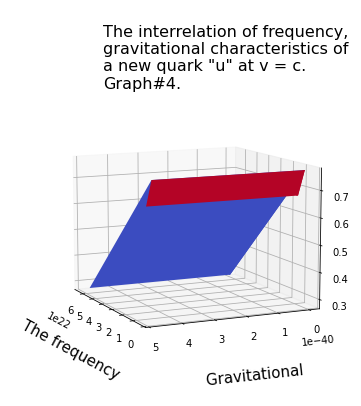 The interrelation of frequency,
gravitational characteristics of
a new quark "u" at v = c.
Graph#4.
0.7
0.6
0.5
0.4
0.3
6
5
4
3
2
1
0
1e22
The frequency
5
4
3
2
1
0
1e−40
Gravitational